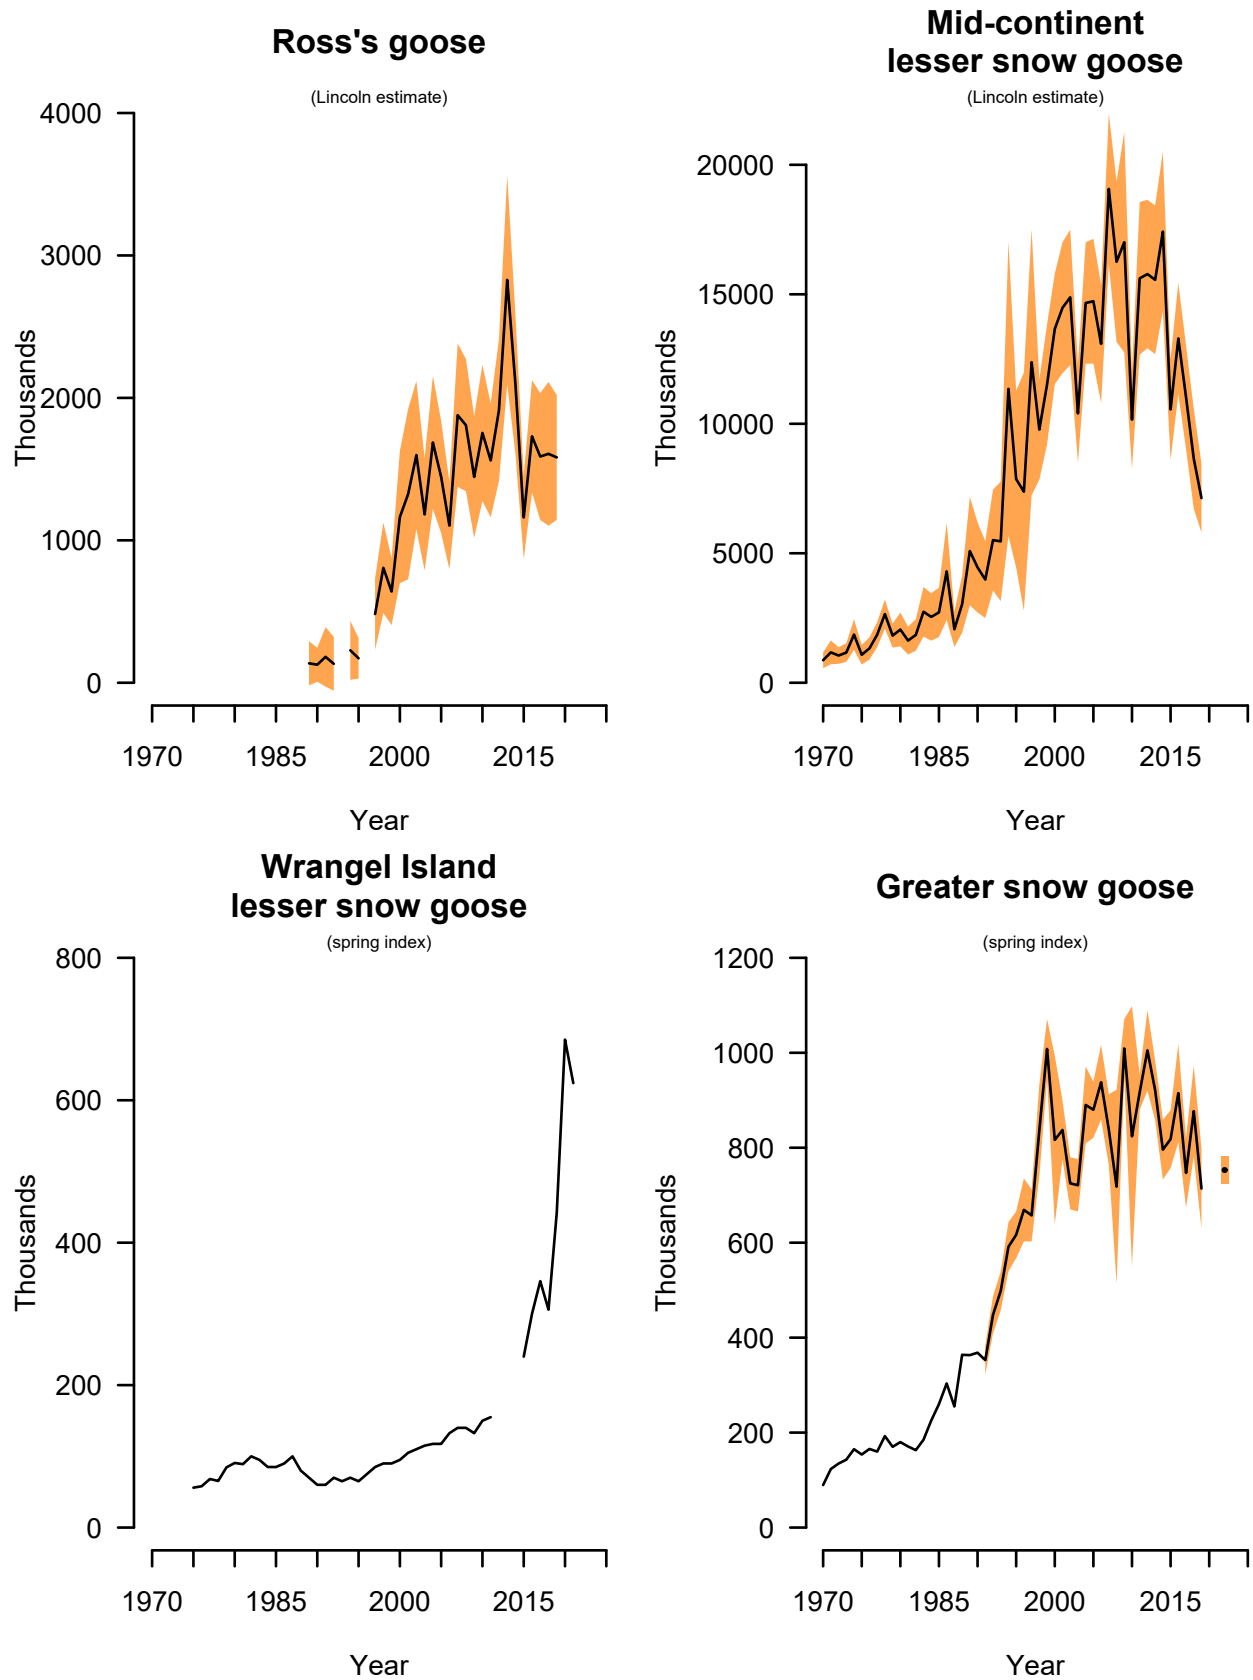 Ross's goose
(Lincoln estimate)
4000
3000
2000
1000
0
Thousands
1970 1985 2000 2015
Year
Mid-continent
lesser snow goose
(Lincoln estimate)
20000
15000
10000
5000
0
Thousands
1970 1985 2000 2015
Year
Wrangel Island
lesser snow goose
(spring index)
800
600
400
200
0
Thousands
1970 1985 2000 2015
Year
Greater snow goose
(spring index)
1200
1000
800
600
400
200
0
Thousands
1970 1985 2000 2015
Year